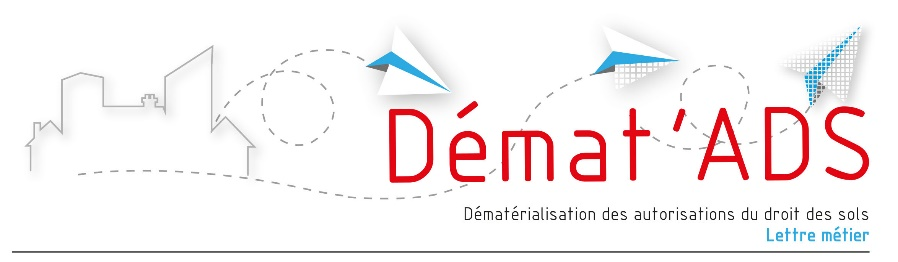 Démat'ADS
Dématérialisation des autorisations du droit des sols
Lettre métier